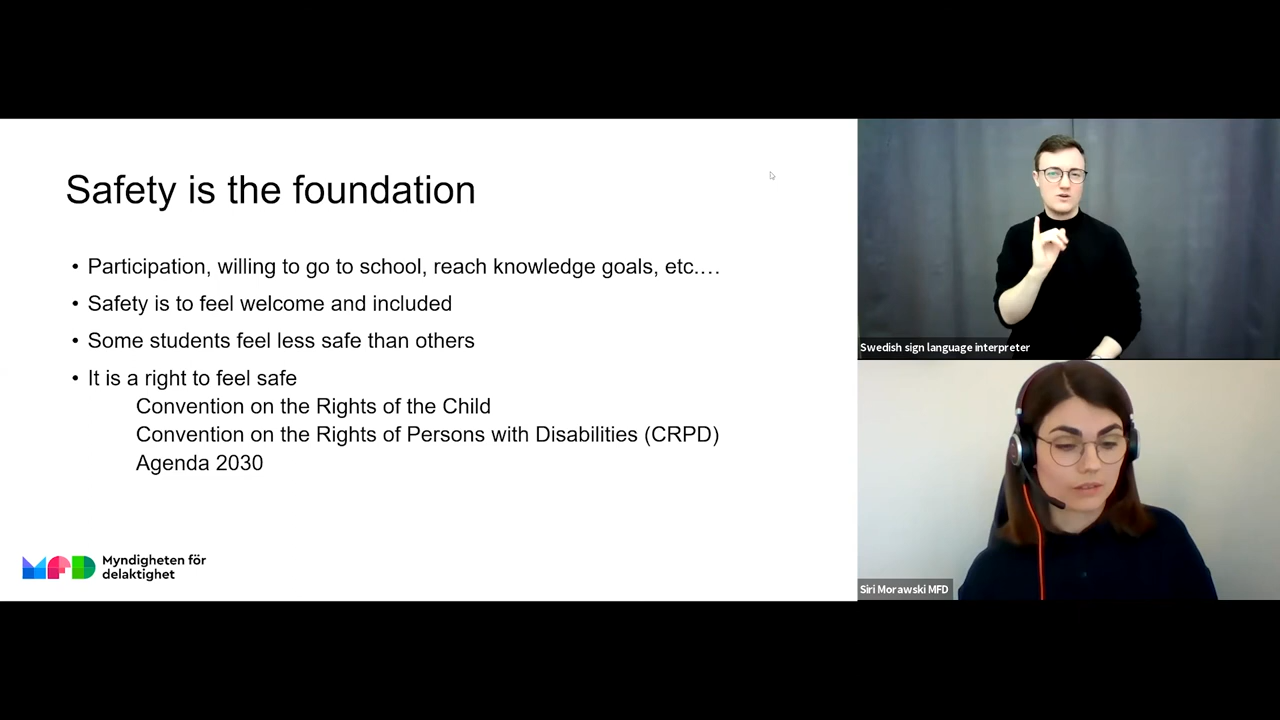 Safety is the foundation
• Participation, willing to go to school, reach knowledge goals, etc.…
• Safety is to feel welcome and included
• Some students feel less safe than others
• It is a right to feel safe
Convention on the Rights of the Child
Convention on the Rights of Persons with Disabilities (CRPD)
Agenda 2030
MFD Myndigheten för
delaktighet
Swedish sign language interpreter
Siri Morawski MFD